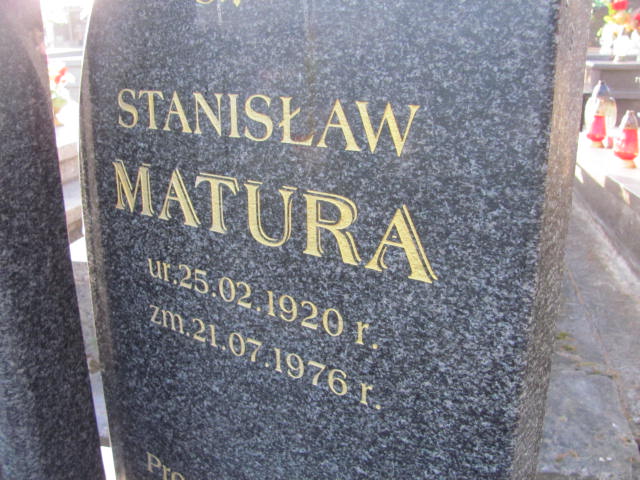 STANISŁAW
MATURA
ur.25.02.1920 r.
zm.21.07.1976 r.